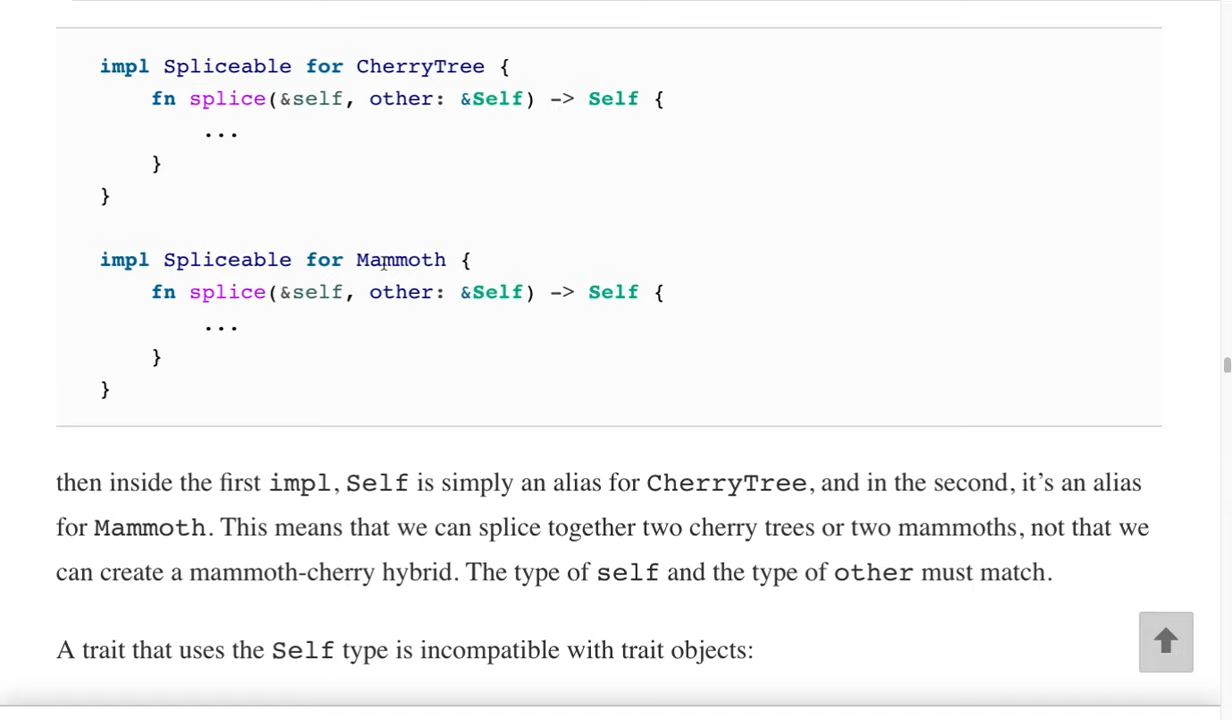 impl Spliceable for CherryTree {
fn splice(&self, other: &Self) -> Self {
...
}
}
impl Spliceable for Mammoth {
fn splice(&self, other: &Self) -> Self {
...
}
}
then inside the first impl, Self is simply an alias for CherryTree, and in the second, it’s an alias
for Mammoth. This means that we can splice together two cherry trees or two mammoths, not that we
can create a mammoth-cherry hybrid. The type of self and the type of other must match.
A trait that uses the Self type is incompatible with trait objects: